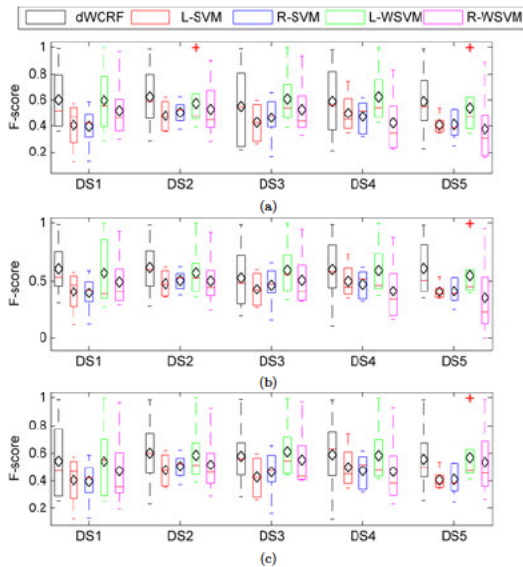 dWCRF L-SVM R-SVM L-WSVM R-WSVM
1
0.8
0.6
0.4
0.2
F-score
DS1 DS2 DS3 DS4 DS5
(a)
1
0.5
0
F-score
DS1 DS2 DS3 DS4 DS5
(b)
1
0.8
0.6
0.4
0.2
F-score
DS1 DS2 DS3 DS4 DS5
(c)